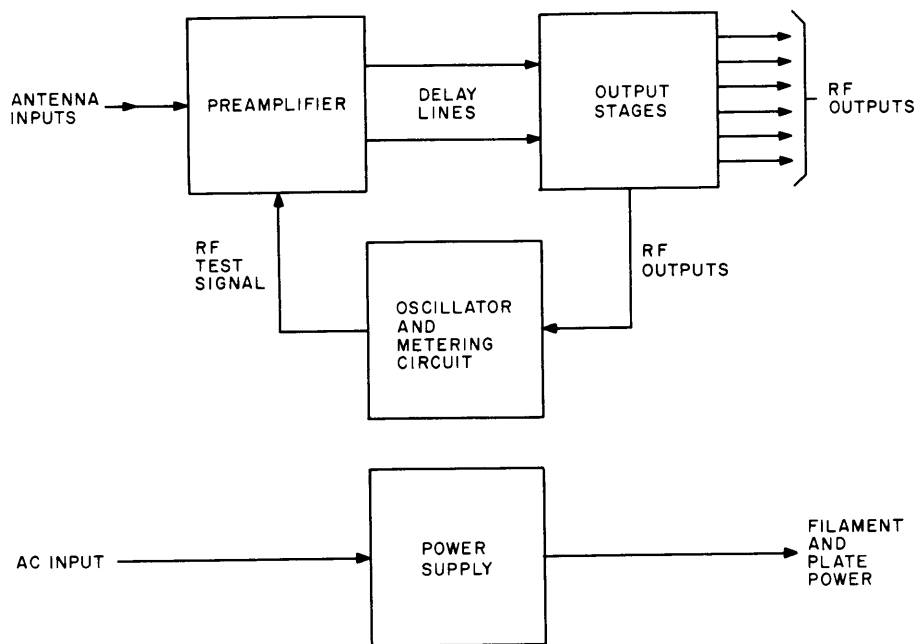 ANTENNA
INPUTS
PREAMPLIFIER
DELAY
LINES
OUTPUT
STAGES
RF
OUTPUTS
RF
TEST
SIGNAL
OSCILLATOR
AND
METERING
CIRCUIT
RF
OUTPUTS
AC INPUT
POWER
SUPPLY
FILAMENT
AND
PLATE
POWER